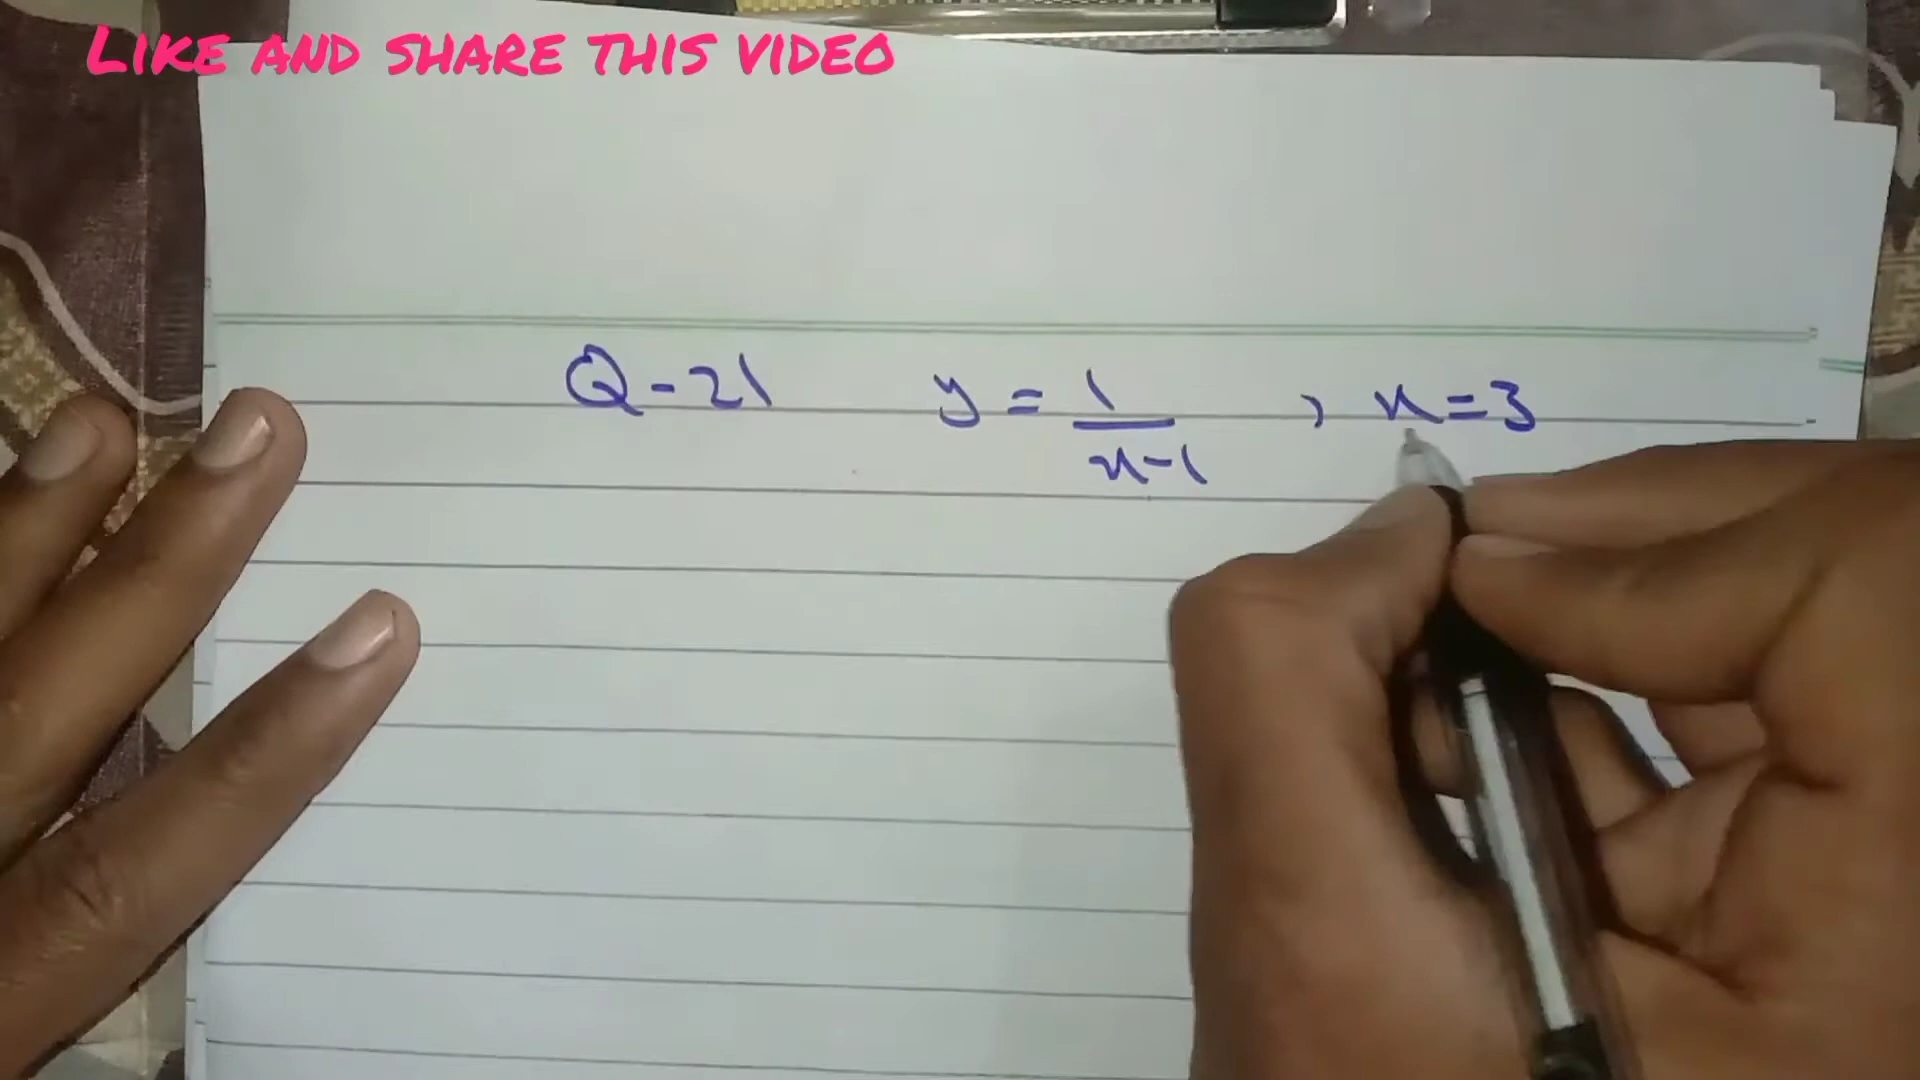 LIKE AND SHARE THIS VIDEO
Q-21 y = 1/x-1 , x=3